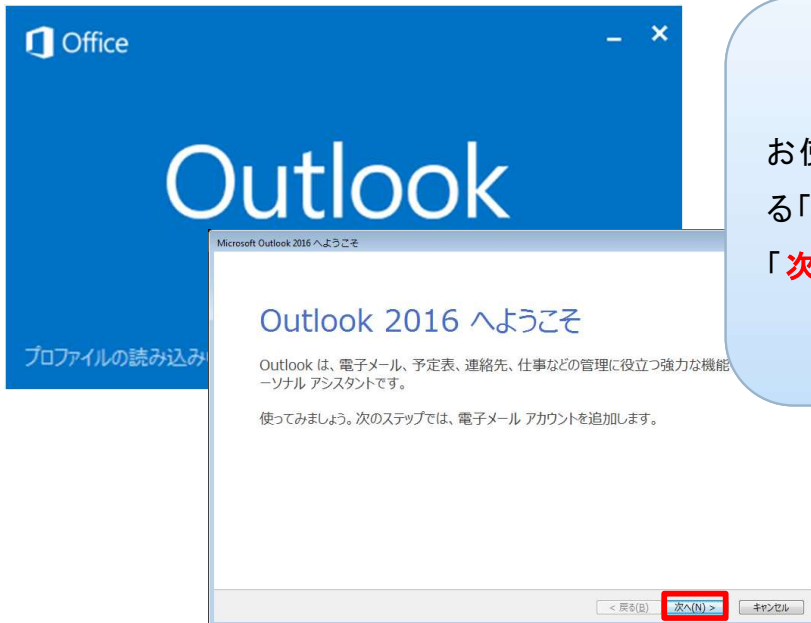 Office
Outlook
プロファイルの読み込み
お使
る「
「次
Microsoft Outlook 2016 へようこそ
Outlook 2016 へようこそ
Outlook は、電子メール、予定表、連絡先、仕事などの管理に役立つ強力な機能
ーソナル アシスタントです。
使ってみましょう。次のステップでは、電子メール アカウントを追加します。
< 戻る(B) 次へ(N) > キャンセル